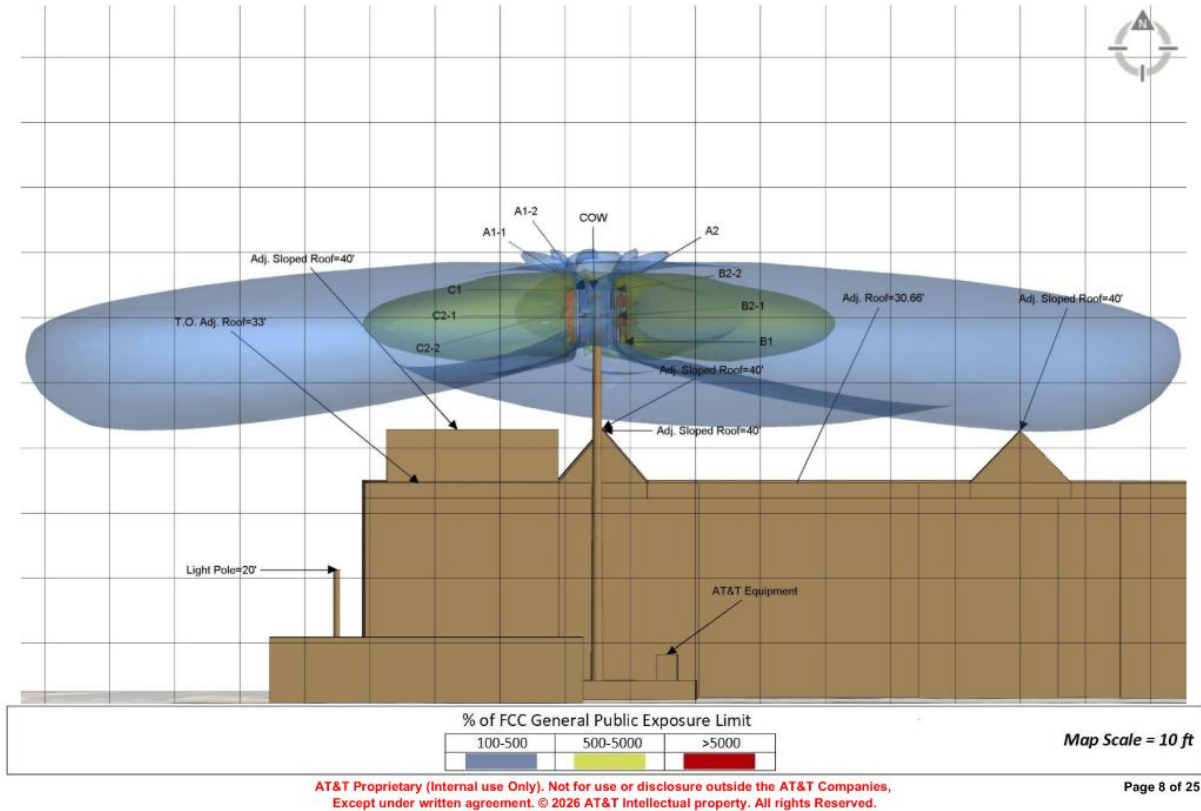 N
A1-2
COW
A1-1
A2
Adj. Sloped Roof=40'
B2-2
C1
Adj. Roof=30.66'
Adj. Sloped Roof=40'
B2-1
C2-1
T.O. Adj. Roof=33'
B1
C2-2
Adj. Sloped Roof=40'
Adj. Sloped Roof=40'
Light Pole=20'
AT&T Equipment
% of FCC General Public Exposure Limit
100-500 500-5000 >5000
Map Scale = 10 ft
AT&T Proprietary (Internal use Only). Not for use or disclosure outside the AT&T Companies,
Except under written agreement. © 2026 AT&T Intellectual property. All rights Reserved.
Page 8 of 25